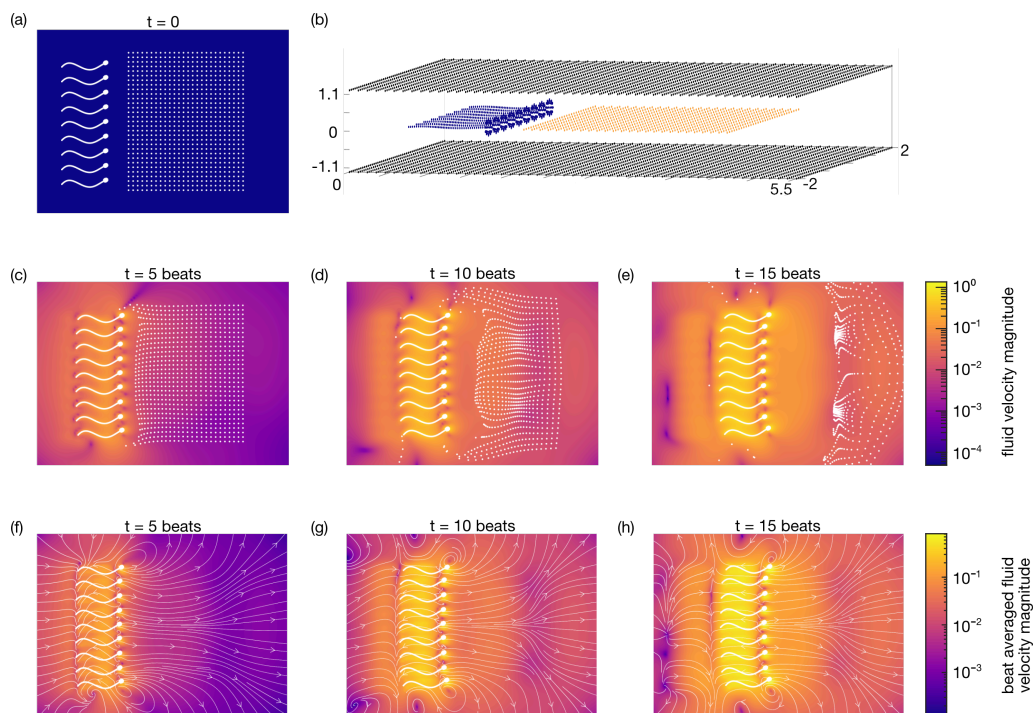 (a)
t = 0
(b)
1.1
0
-1.1
0
5.5
-2
2
(c)
t = 5 beats
(d)
t = 10 beats
(e)
t = 15 beats
10⁰
10⁻¹
10⁻²
10⁻³
10⁻⁴
fluid velocity magnitude
(f)
t = 5 beats
(g)
t = 10 beats
(h)
t = 15 beats
10⁻¹
10⁻²
10⁻³
beat averaged fluid
velocity magnitude